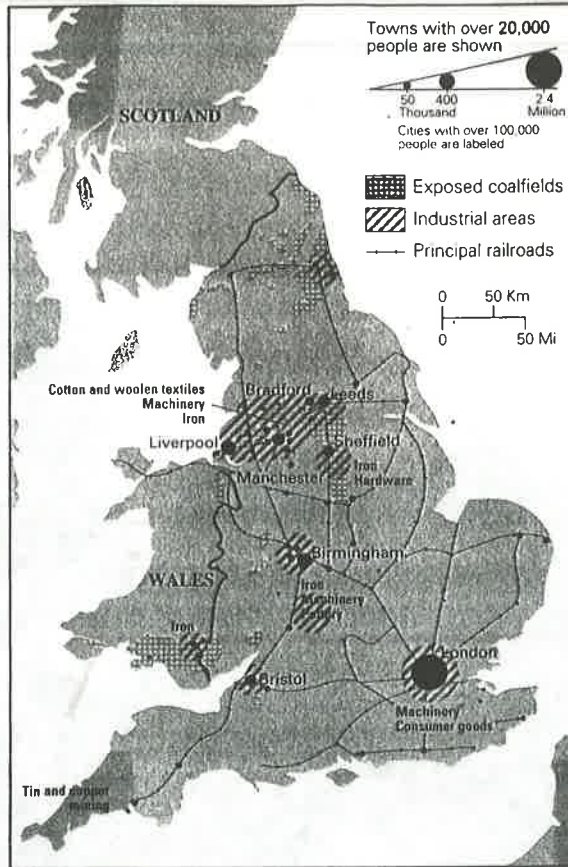 Towns with over 20,000
people are shown
50 400 2 4
Thousand Million
Cities with over 100,000
people are labeled
Exposed coalfields
Industrial areas
Principal railroads
0 50 Km
0 50 Mi
SCOTLAND
Cotton and woolen textiles
Machinery
Iron
Bradford
Leeds
Liverpool
Manchester
Sheffield
Iron
Hardware
Birmingham
Iron
Machinery
Pottery
WALES
Iron
Bristol
London
Machinery
Consumer goods
Tin and copper
mining